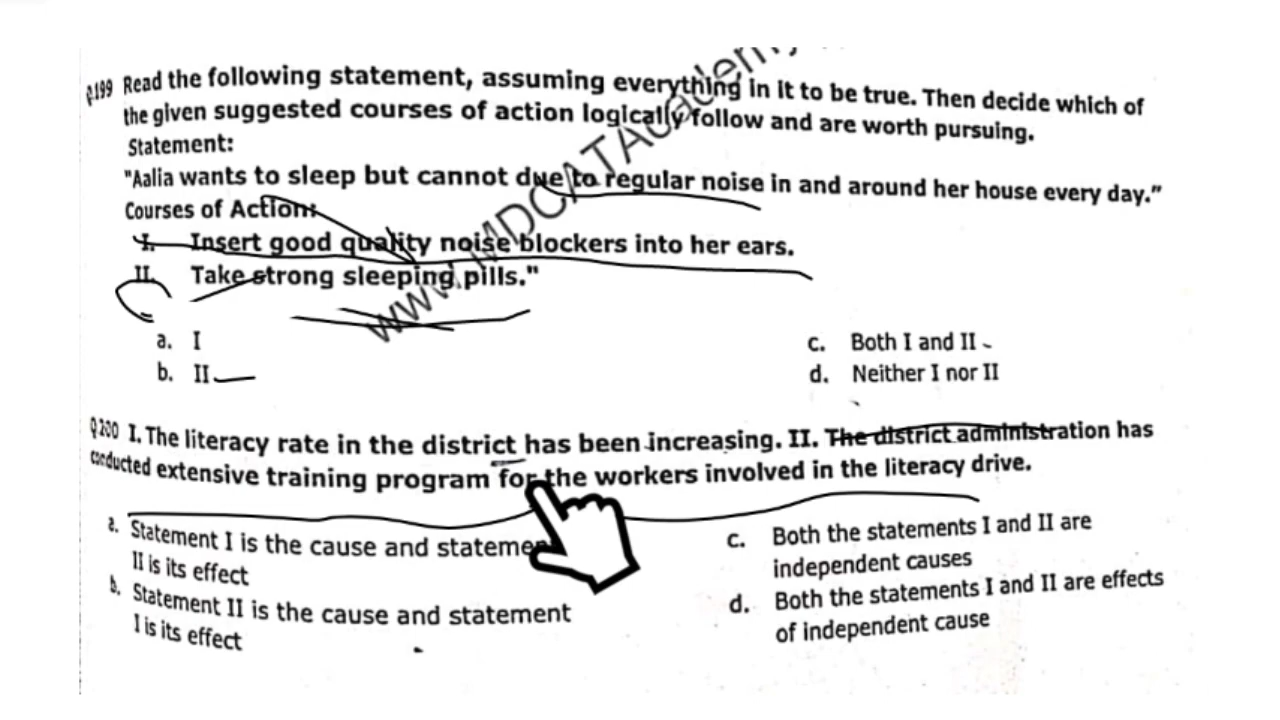 Q199 Read the following statement, assuming everything in it to be true. Then decide which of
the given suggested courses of action logically follow and are worth pursuing.
Statement:
"Aalia wants to sleep but cannot due to regular noise in and around her house every day."
Courses of Action:
I. Insert good quality noise blockers into her ears.
II. Take strong sleeping pills."
a. I
b. II
c. Both I and II
d. Neither I nor II
www.MDCATAcademy
Q200 I. The literacy rate in the district has been increasing. II. The district administration has
conducted extensive training program for the workers involved in the literacy drive.
a. Statement I is the cause and statement
II is its effect
b. Statement II is the cause and statement
I is its effect
c. Both the statements I and II are
independent causes
d. Both the statements I and II are effects
of independent cause